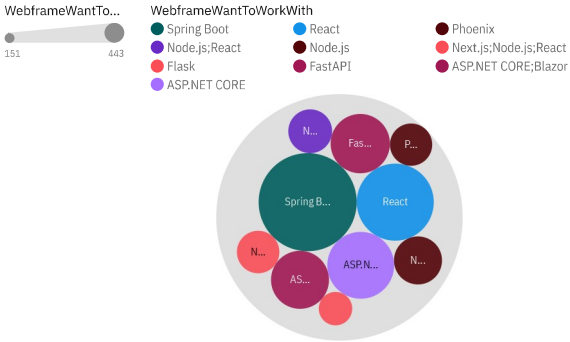 WebframeWantTo...
151
443
WebframeWantToWorkWith
Spring Boot
React
Phoenix
Node.js;React
Node.js
Next.js;Node.js;React
Flask
FastAPI
ASP.NET CORE;Blazor
ASP.NET CORE
N...
Fas...
P...
Spring B...
React
N...
ASP.N...
N...
AS...